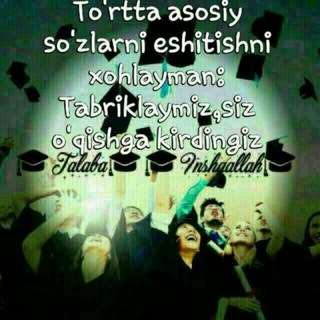 To'rtta asosiy
so'zlarni eshitishni
xohlayman:
Tabriklaymiz,siz
o'qishga kirdingiz
Talaba Inshaallah